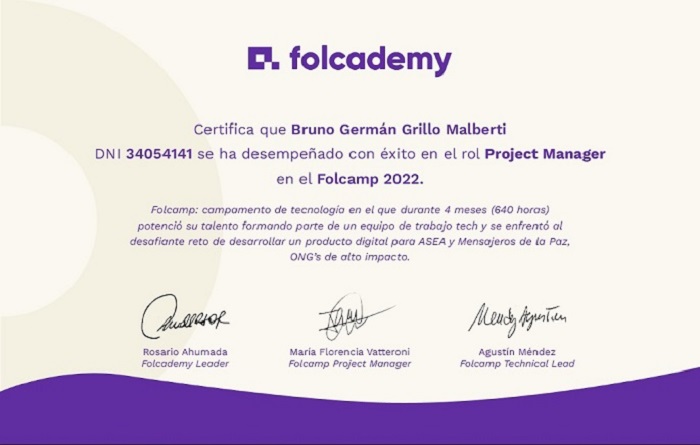 folcademy
Certifica que Bruno Germán Grillo Malberti
DNI 34054141 se ha desempeñado con éxito en el rol Project Manager
en el Folcamp 2022.
Folcamp: campamento de tecnología en el que durante 4 meses (640 horas)
potenció su talento formando parte de un equipo de trabajo tech y se enfrentó al
desafiante reto de desarrollar un producto digital para ASEA y Mensajeros de la Paz,
ONG's de alto impacto.
Mendez Agustin
Rosario Ahumada
Folcademy Leader
María Florencia Vatteroni
Folcamp Project Manager
Agustín Méndez
Folcamp Technical Lead